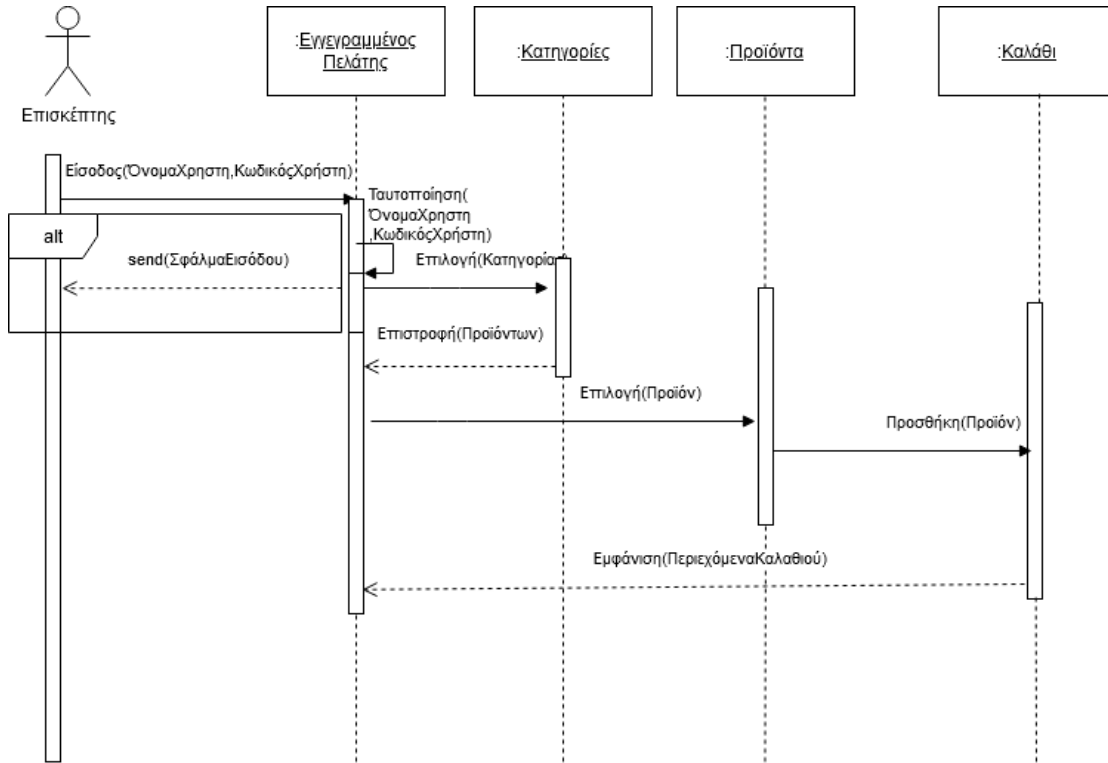 :Εγγεγραμμένος
Πελάτης
:Κατηγορίες
:Προϊόντα
:Καλάθι
Επισκέπτης
Είσοδος(ΌνομαΧρηστη,ΚωδικόςΧρήστη)
Ταυτοποίηση(
ΌνομαΧρηστη
,ΚωδικόςΧρήστη)
alt
send(ΣφάλμαΕισόδου)
Επιλογή(Κατηγορία)
Επιστροφή(Προϊόντων)
Επιλογή(Προϊόν)
Προσθήκη(Προϊόν)
Εμφάνιση(ΠεριεχόμεναΚαλαθιού)